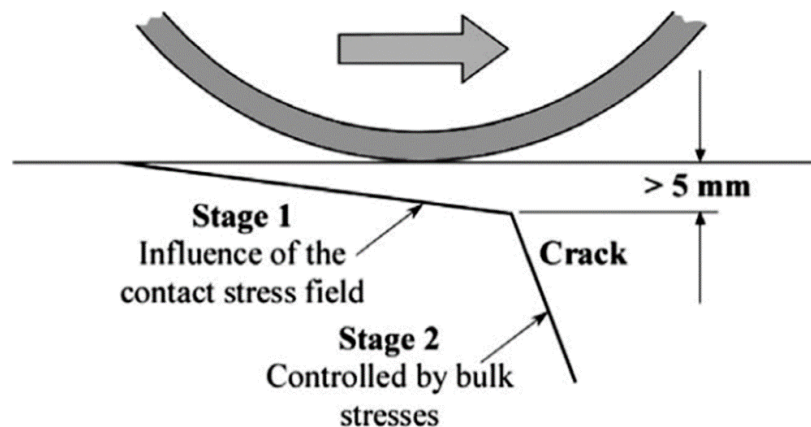 > 5 mm
Stage 1
Influence of the
contact stress field
Crack
Stage 2
Controlled by bulk
stresses